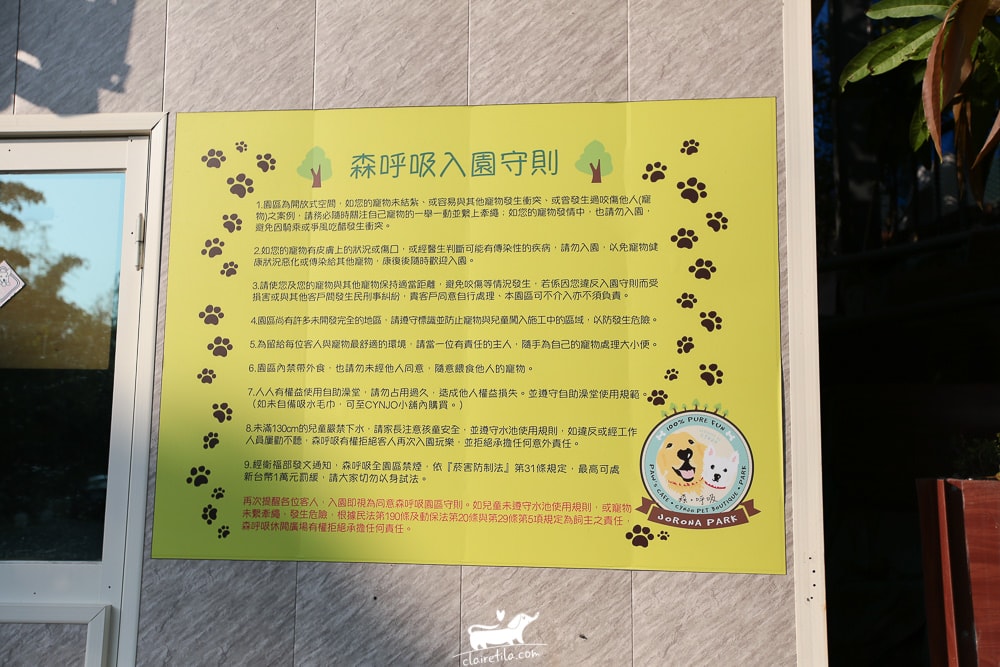 森呼吸入園守則
1.園區為開放式空間，如您的寵物未結紮，或容易與其他寵物發生衝突，或曾發生過咬傷他人(寵
物)之案例，請務必隨時關注自己寵物的一舉一動並繫上牽繩，如您的寵物發情中，也請勿入園，
避免因騎乘或爭風吃醋發生衝突。
2.如您的寵物有皮膚上的狀況或傷口，或經醫生判斷可能有傳染性的疾病，請勿入園，以免寵物健
康狀況惡化或傳染給其他寵物，康復後隨時歡迎入園。
3.請使您及您的寵物與其他寵物保持適當距離，避免咬傷等情況發生，若係因您違反入園守則而受
損害或與其他客戶間發生民刑事糾紛，貴客戶同意自行處理、本園區可不介入亦不須負責。
4.園區尚有許多未開發完全的地區，請遵守標識並防止寵物與兒童闖入施工中的區域，以防發生危險。
5.為留給每位客人與寵物最舒適的環境，請當一位有責任的主人，隨手為自己的寵物處理大小便。
6.園區內禁帶外食，也請勿未經他人同意，隨意餵食他人的寵物。
7.人人有權益使用自助澡堂，請勿占用過久，造成他人權益損失。並遵守自助澡堂使用規範。
（如未自備吸水毛巾，可至CYNJO小舖內購買。）
8.未滿130cm的兒童嚴禁下水，請家長注意孩童安全，並遵守水池使用規則，如違反或經工作
人員屢勸不聽，森呼吸有權拒絕客人再次入園玩樂，並拒絕承擔任何意外責任。
9.經衛福部發文通知，森呼吸全園區禁煙，依『菸害防制法』第31條規定，最高可處
新台幣1萬元罰緩，請大家切勿以身試法。
再次提醒各位客人，入園即視為同意森呼吸園區守則。如兒童未遵守水池使用規則，或寵物
未繫牽繩，發生危險，根據民法第190條及動保法第20條與第29條第5項規定為飼主之責任，
森呼吸休閒廣場有權拒絕承擔任何責任。
100% PURE FUN
森·呼吸
PAW'S CAFE · CYNJO PET BOUTIQUE · PARK
JORONA PARK
clairetila.com